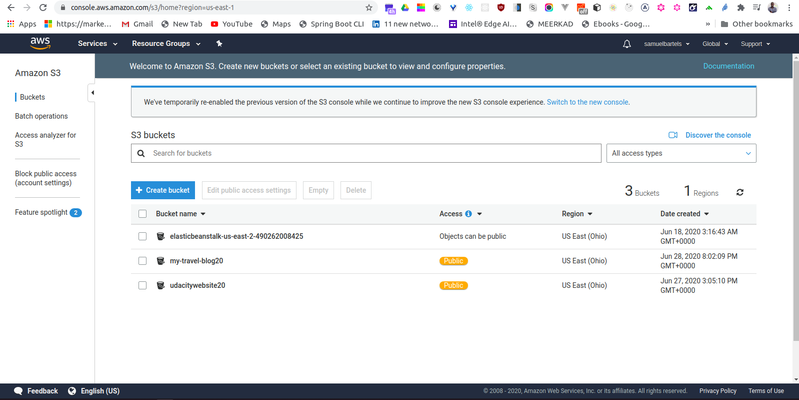 console.aws.amazon.com/s3/home?region=us-east-1
Apps https://marke... Gmail New Tab YouTube Maps Spring Boot CLI 11 new networ... Intel® Edge AI... MEERKAD Ebooks - Goog... » Other bookmarks
aws Services Resource Groups samuelbartels Global Support
Amazon S3
Buckets
Batch operations
Access analyzer for
S3
Block public access
(account settings)
Feature spotlight 2
Welcome to Amazon S3. Create new buckets or select an existing bucket to view and configure properties. Documentation
We've temporarily re-enabled the previous version of the S3 console while we continue to improve the new S3 console experience. Switch to the new console.
S3 buckets Discover the console
Search for buckets All access types
+ Create bucket Edit public access settings Empty Delete 3 Buckets 1 Regions
Bucket name Access Region Date created
elasticbeanstalk-us-east-2-490262008425 Objects can be public US East (Ohio) Jun 18, 2020 3:16:43 AM
GMT+0000
my-travel-blog20 Public US East (Ohio) Jun 28, 2020 8:02:09 PM
GMT+0000
udacitywebsite20 Public US East (Ohio) Jun 27, 2020 3:05:10 PM
GMT+0000
Feedback English (US) © 2008 - 2020, Amazon Web Services, Inc. or its affiliates. All rights reserved. Privacy Policy Terms of Use